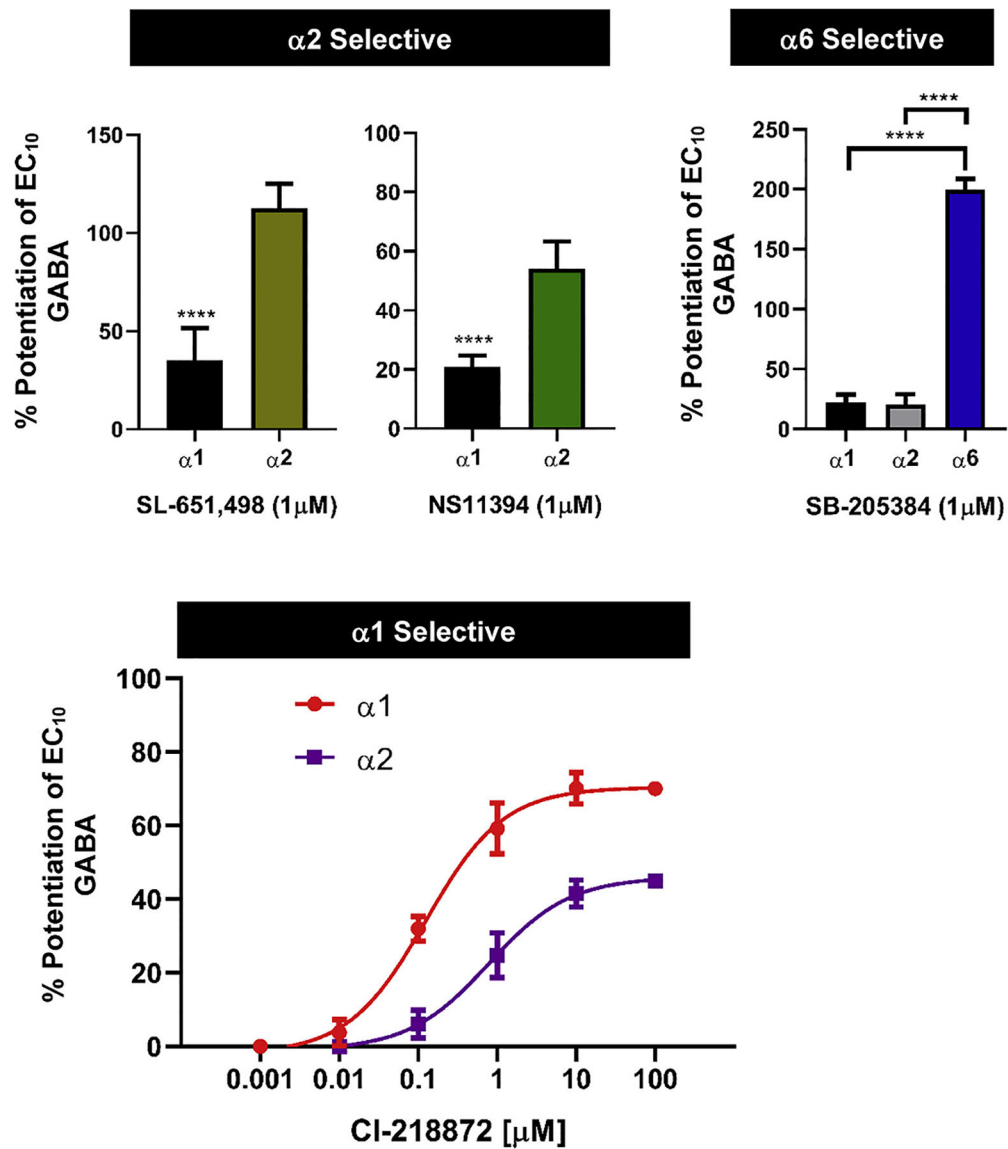 α2 Selective
α6 Selective
% Potentiation of EC₁₀
GABA
150
100
50
0
****
α1
α2
SL-651,498 (1μM)
100
80
60
40
20
0
****
α1
α2
NS11394 (1μM)
% Potentiation of EC₁₀
GABA
250
200
150
100
50
0
****
****
α1
α2
α6
SB-205384 (1μM)
α1 Selective
% Potentiation of EC₁₀
GABA
100
80
60
40
20
0
α1
α2
0.001
0.01
0.1
1
10
100
CI-218872 [μM]